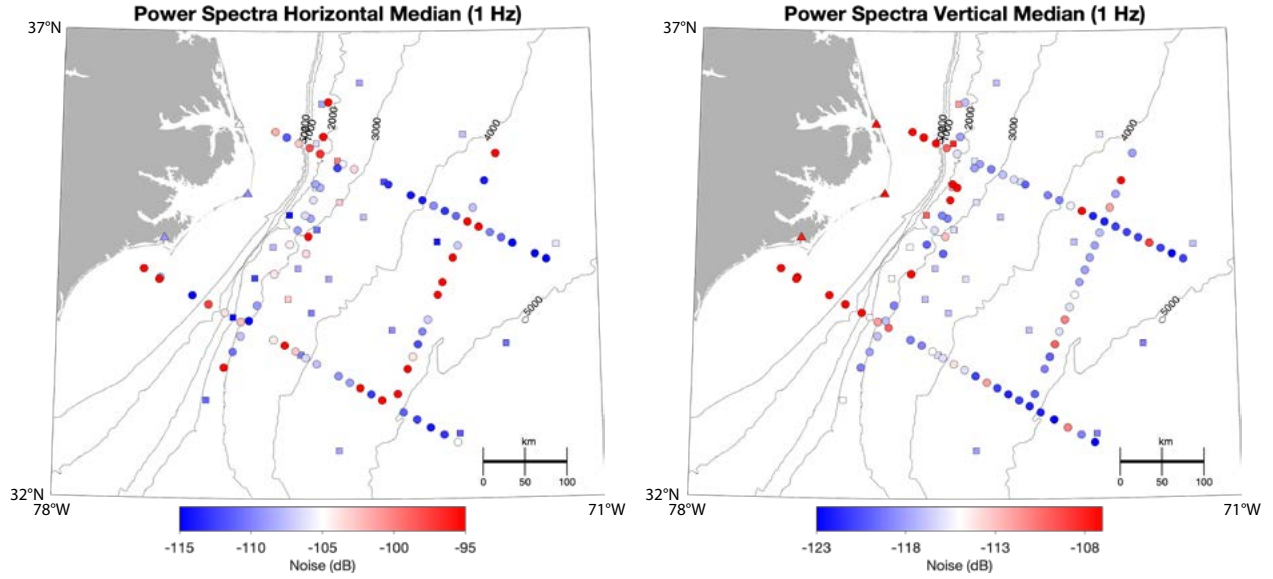 Power Spectra Horizontal Median (1 Hz)
37°N
2000
3000
4000
5000
km
0 50 100
32°N
78°W
71°W
-115 -110 -105 -100 -95
Noise (dB)
Power Spectra Vertical Median (1 Hz)
37°N
2000
3000
4000
5000
km
0 50 100
32°N
78°W
71°W
-123 -118 -113 -108
Noise (dB)